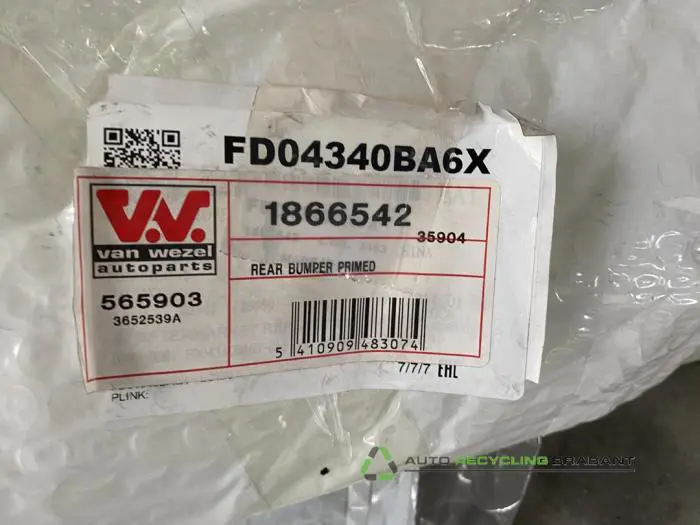 FD04340BA6X
V.V.
van wezel
autoparts
1866542
35904
REAR BUMPER PRIMED
565903
3652539A
5 410909 483074
7/7/7 EHL
PLINK:
AUTO RECYCLING BRABANT